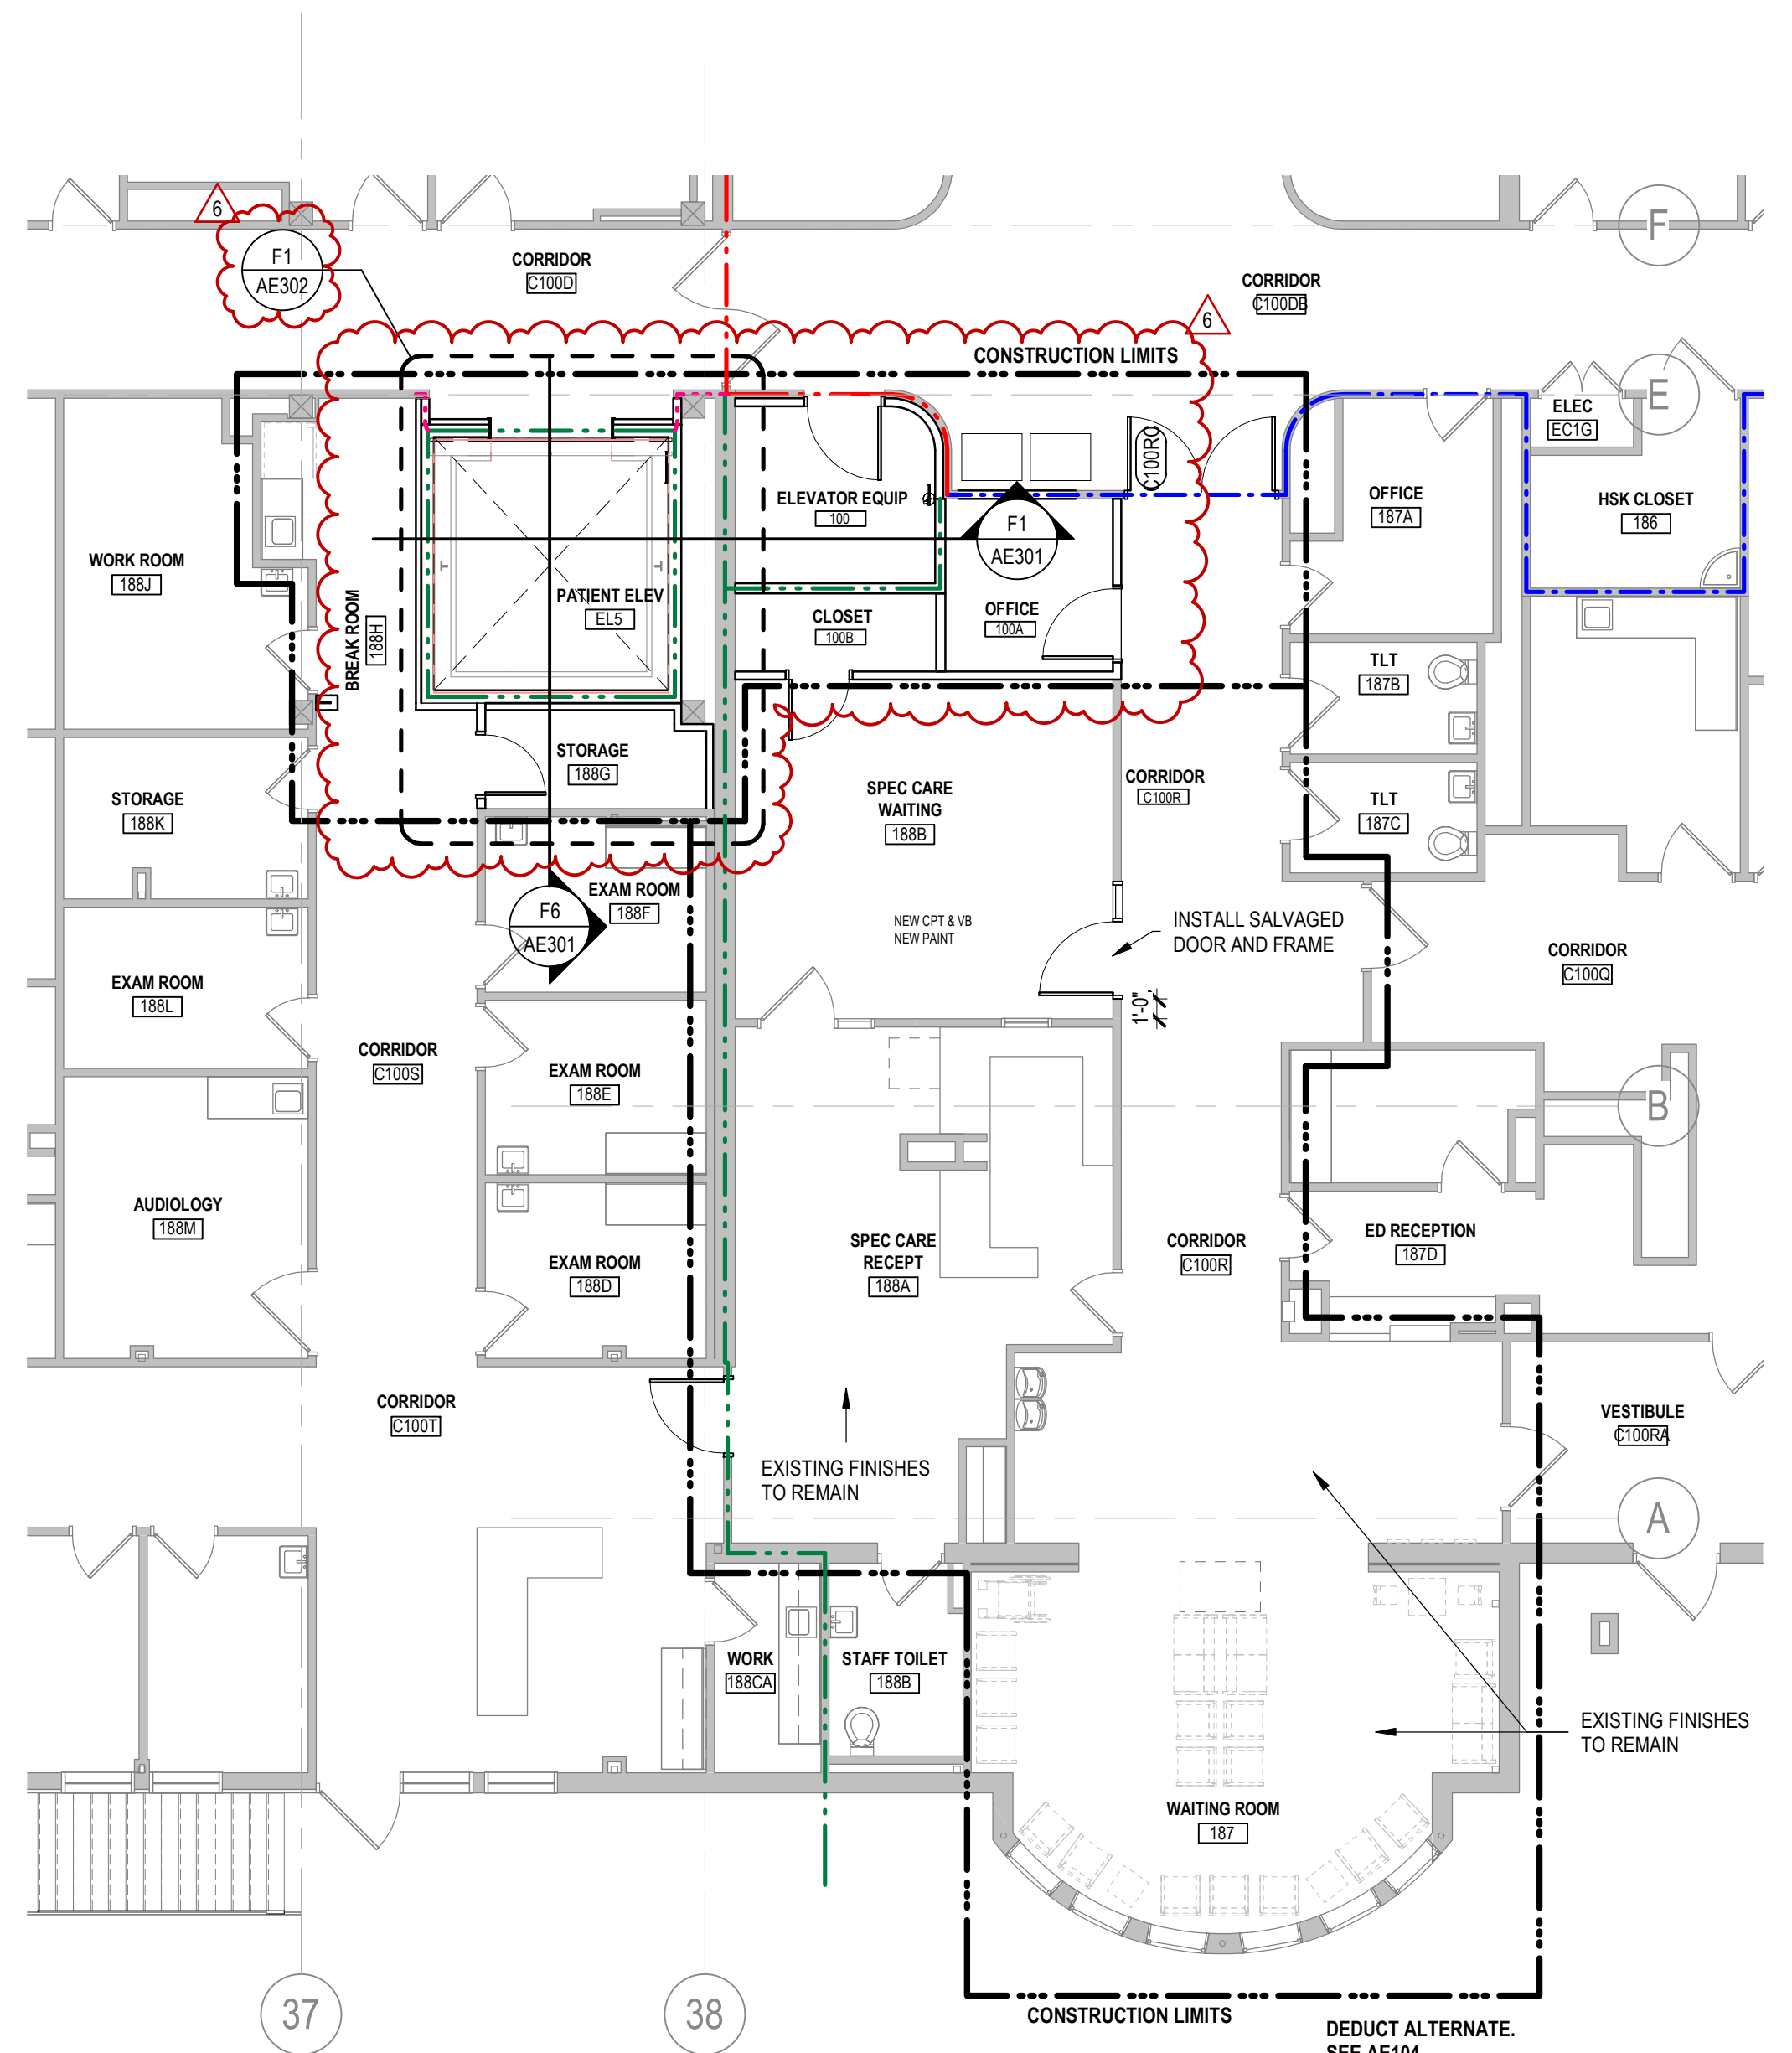 6
F1
AE302
CORRIDOR
C100D
CORRIDOR
C100DB
F
6
CONSTRUCTION LIMITS
E
ELEC
EC1G
C100RC
ELEVATOR EQUIP
100
OFFICE
187A
HSK CLOSET
186
F1
AE301
WORK ROOM
188J
BREAK ROOM
188H
PATIENT ELEV
EL5
CLOSET
100B
OFFICE
100A
TLT
187B
STORAGE
188G
CORRIDOR
C100R
SPEC CARE
WAITING
188B
STORAGE
188K
TLT
187C
EXAM ROOM
188F
F6
AE301
NEW CPT & VB
NEW PAINT
INSTALL SALVAGED
DOOR AND FRAME
CORRIDOR
C100Q
EXAM ROOM
188L
1'-0"
CORRIDOR
C100S
EXAM ROOM
188E
B
AUDIOLOGY
188M
SPEC CARE
RECEPT
188A
CORRIDOR
C100R
ED RECEPTION
187D
EXAM ROOM
188D
CORRIDOR
C100T
VESTIBULE
C100RA
EXISTING FINISHES
TO REMAIN
A
WORK
188CA
STAFF TOILET
188B
EXISTING FINISHES
TO REMAIN
WAITING ROOM
187
37
38
CONSTRUCTION LIMITS
DEDUCT ALTERNATE.
SEE AE104